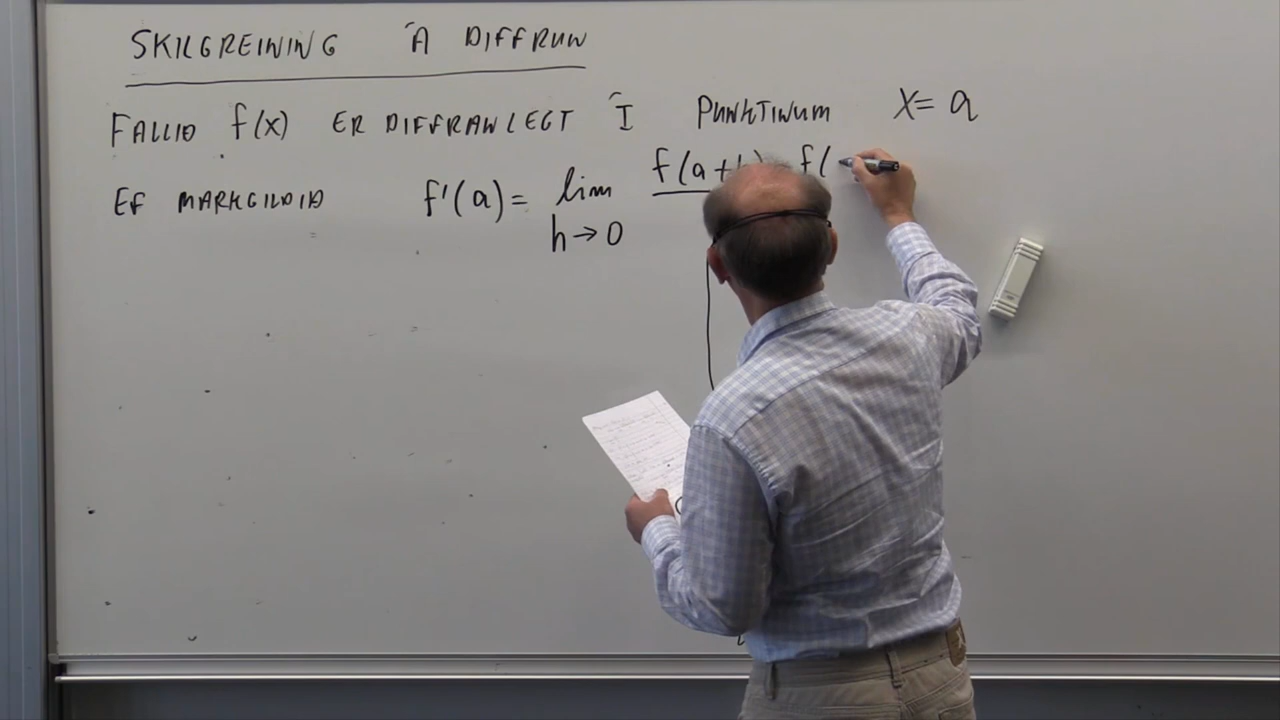 SKILGREINING Á DIFFRUN
FALLIÐ f(x) ER DIFFRANLEGT Í PUNKTINUM x = a
EF MARKGILDIÐ f'(a) = lim h→0 f(a+h) f(